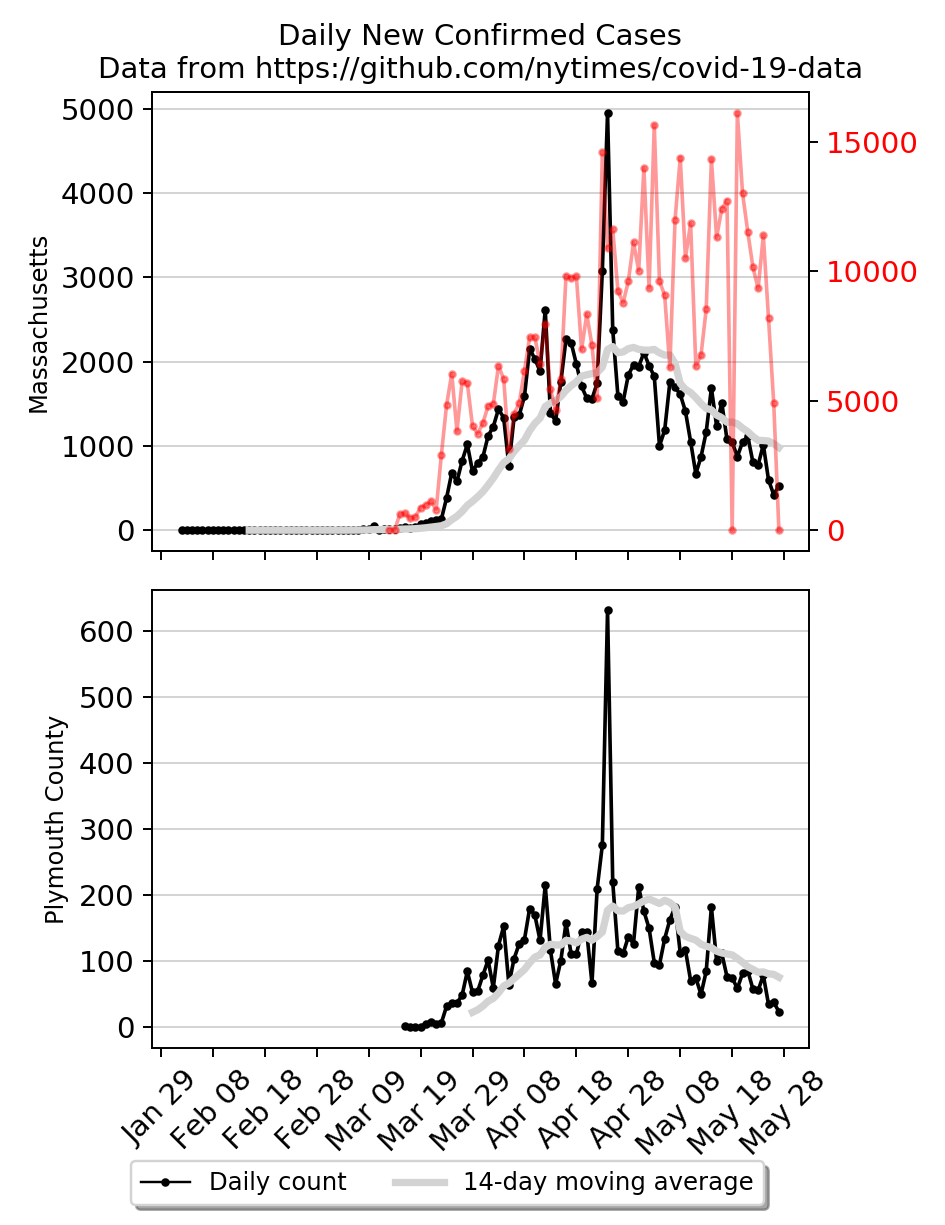 Daily New Confirmed Cases
Data from https://github.com/nytimes/covid-19-data
Massachusetts
5000
4000
3000
2000
1000
0
15000
10000
5000
0
Plymouth County
600
500
400
300
200
100
0
Jan 29
Feb 08
Feb 18
Feb 28
Mar 09
Mar 19
Mar 29
Apr 08
Apr 18
Apr 28
May 08
May 18
May 28
Daily count
14-day moving average